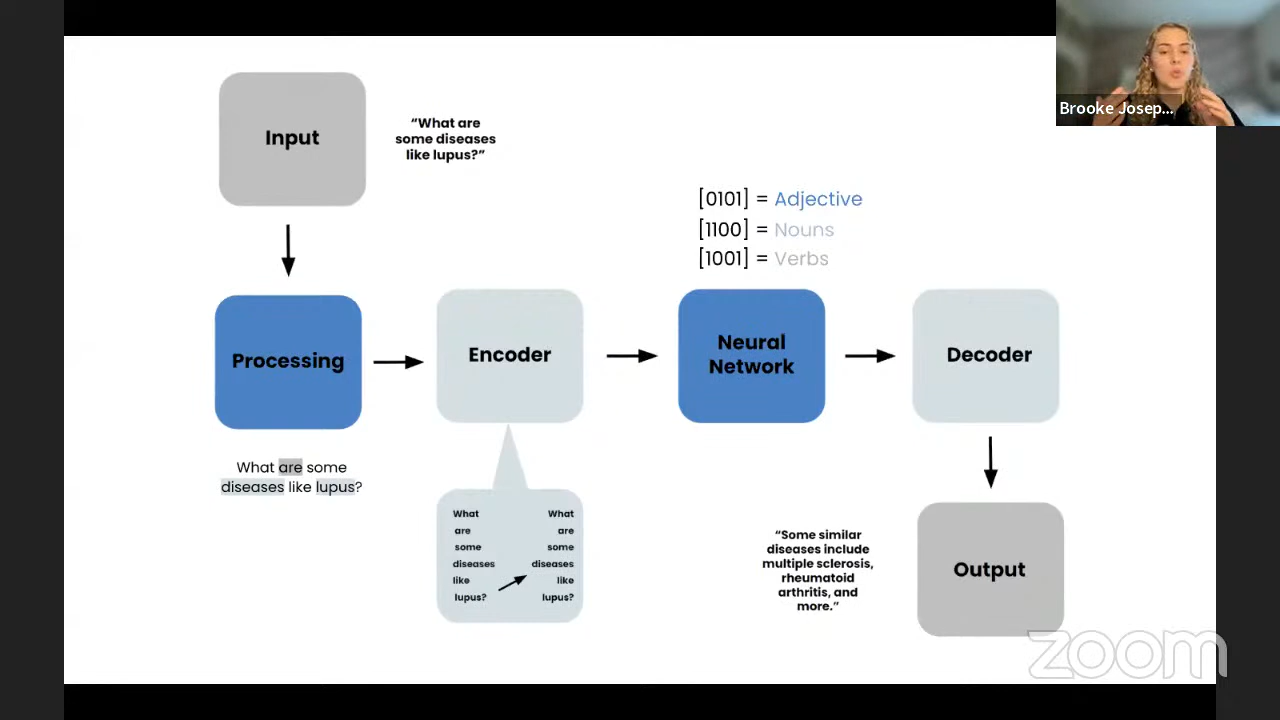 Brooke Josep...
Input
“What are
some diseases
like lupus?”
[0101] = Adjective
[1100] = Nouns
[1001] = Verbs
Processing
Encoder
Neural
Network
Decoder
What are some
diseases like lupus?
What What
are are
some some
diseases diseases
like like
lupus? lupus?
“Some similar
diseases include
multiple sclerosis,
rheumatoid
arthritis, and
more.”
Output
zoom